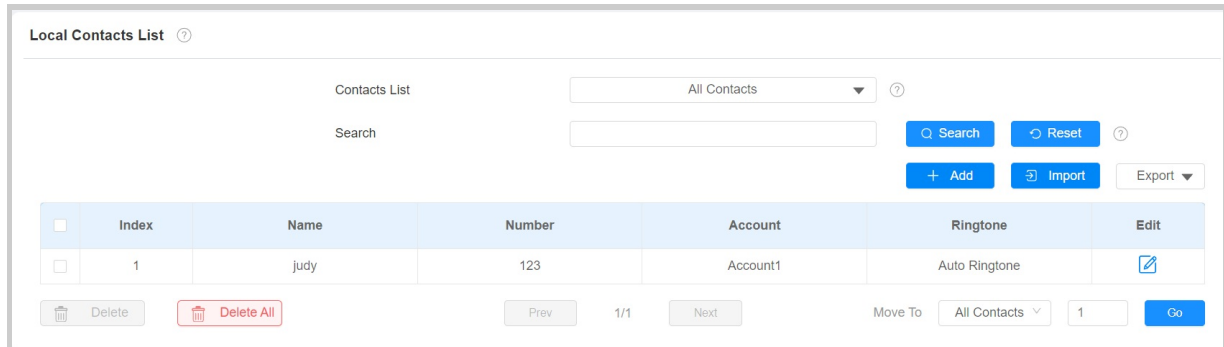 Local Contacts List ?
Contacts List All Contacts ?
Search Search Reset ?
+ Add Import Export
Index Name Number Account Ringtone Edit
1 judy 123 Account1 Auto Ringtone
Delete Delete All Prev 1/1 Next Move To All Contacts 1 Go